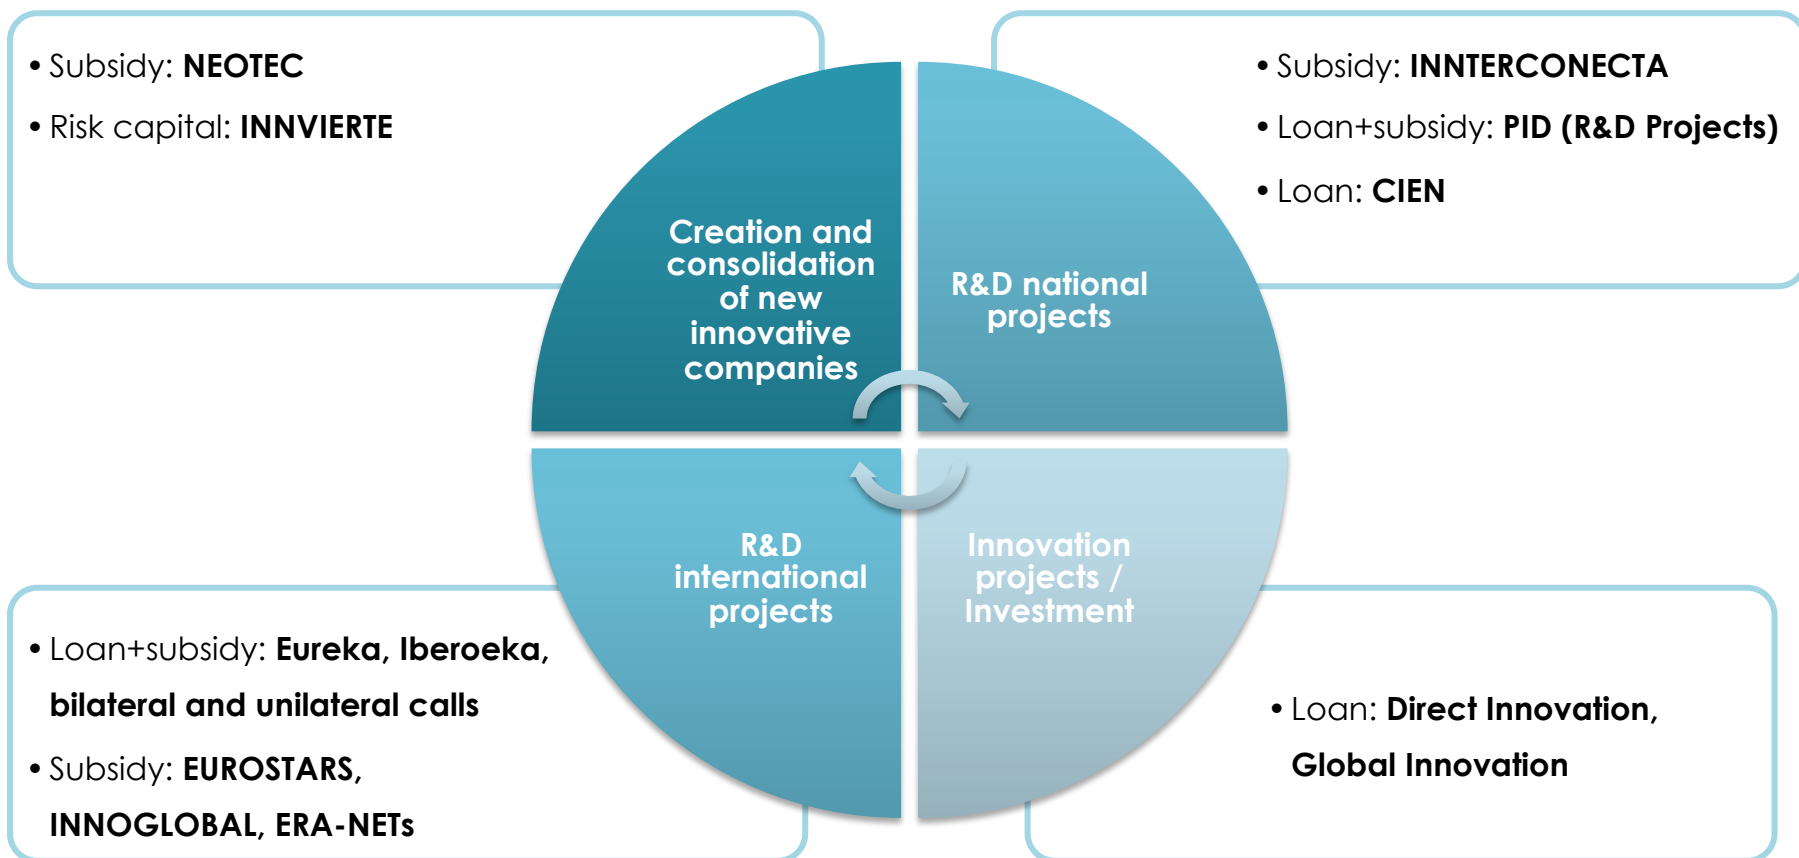 • Subsidy: NEOTEC
• Risk capital: INNVIERTE
• Subsidy: INNTERCONECTA
• Loan+subsidy: PID (R&D Projects)
• Loan: CIEN
Creation and
consolidation
of new
innovative
companies
R&D national
projects
R&D
international
projects
Innovation
projects /
Investment
• Loan+subsidy: Eureka, Iberoeka,
bilateral and unilateral calls
• Subsidy: EUROSTARS,
INNOGLOBAL, ERA-NETs
• Loan: Direct Innovation,
Global Innovation